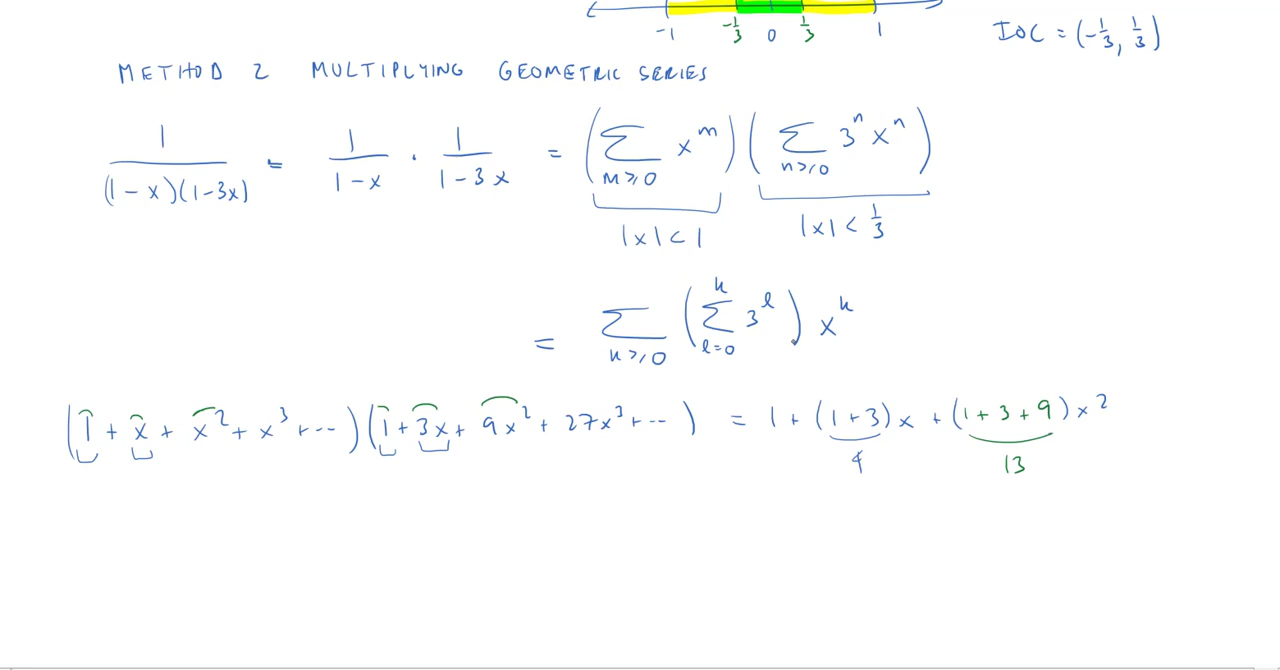 -1 -1/3 0 1/3 1 IOC = (-1/3, 1/3)
METHOD 2 MULTIPLYING GEOMETRIC SERIES
1/((1-x)(1-3x)) = 1/(1-x) · 1/(1-3x) = (∑_{m≥0} x^m)(∑_{n≥0} 3^n x^n)
|x| < 1 |x| < 1/3
= ∑_{k≥0} (∑_{l=0}^{k} 3^l) x^k
(1 + x + x^2 + x^3 + ...)(1 + 3x + 9x^2 + 27x^3 + ...) = 1 + (1+3)x + (1+3+9)x^2
4 13